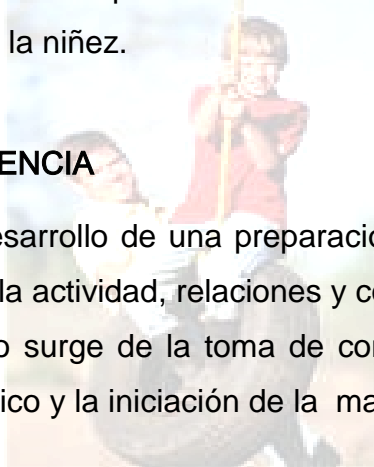 la niñez.
ENCIA
esarrollo de una preparació
la actividad, relaciones y c
o surge de la toma de co
ico y la iniciación de la ma